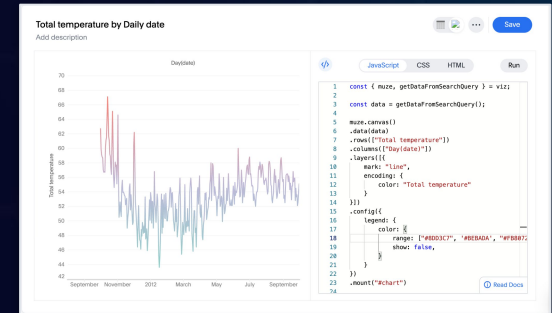 Total temperature by Daily date
Add description
Save
Day(date)
70
68
66
64
62
60
58
56
54
52
50
48
46
44
42
Total temperature
September November 2012 March May July September
</>
JavaScript CSS HTML
Run
1 const { muze, getDataFromSearchQuery } = viz;
2
3 const data = getDataFromSearchQuery();
4
5 muze.canvas()
6 .data(data)
7 .rows(["Total temperature"])
8 .columns(["Day(date)"])
9 .layers([{
10 mark: "line",
11 encoding: {
12 color: "Total temperature"
13 }
14 }])
15 .config({
16 legend: {
17 color: {
18 range: ["#8DD3C7", '#BEBADA', "#FB8072
19 show: false,
20 }
21 }
22 })
23 .mount("#chart")
24
Read Docs